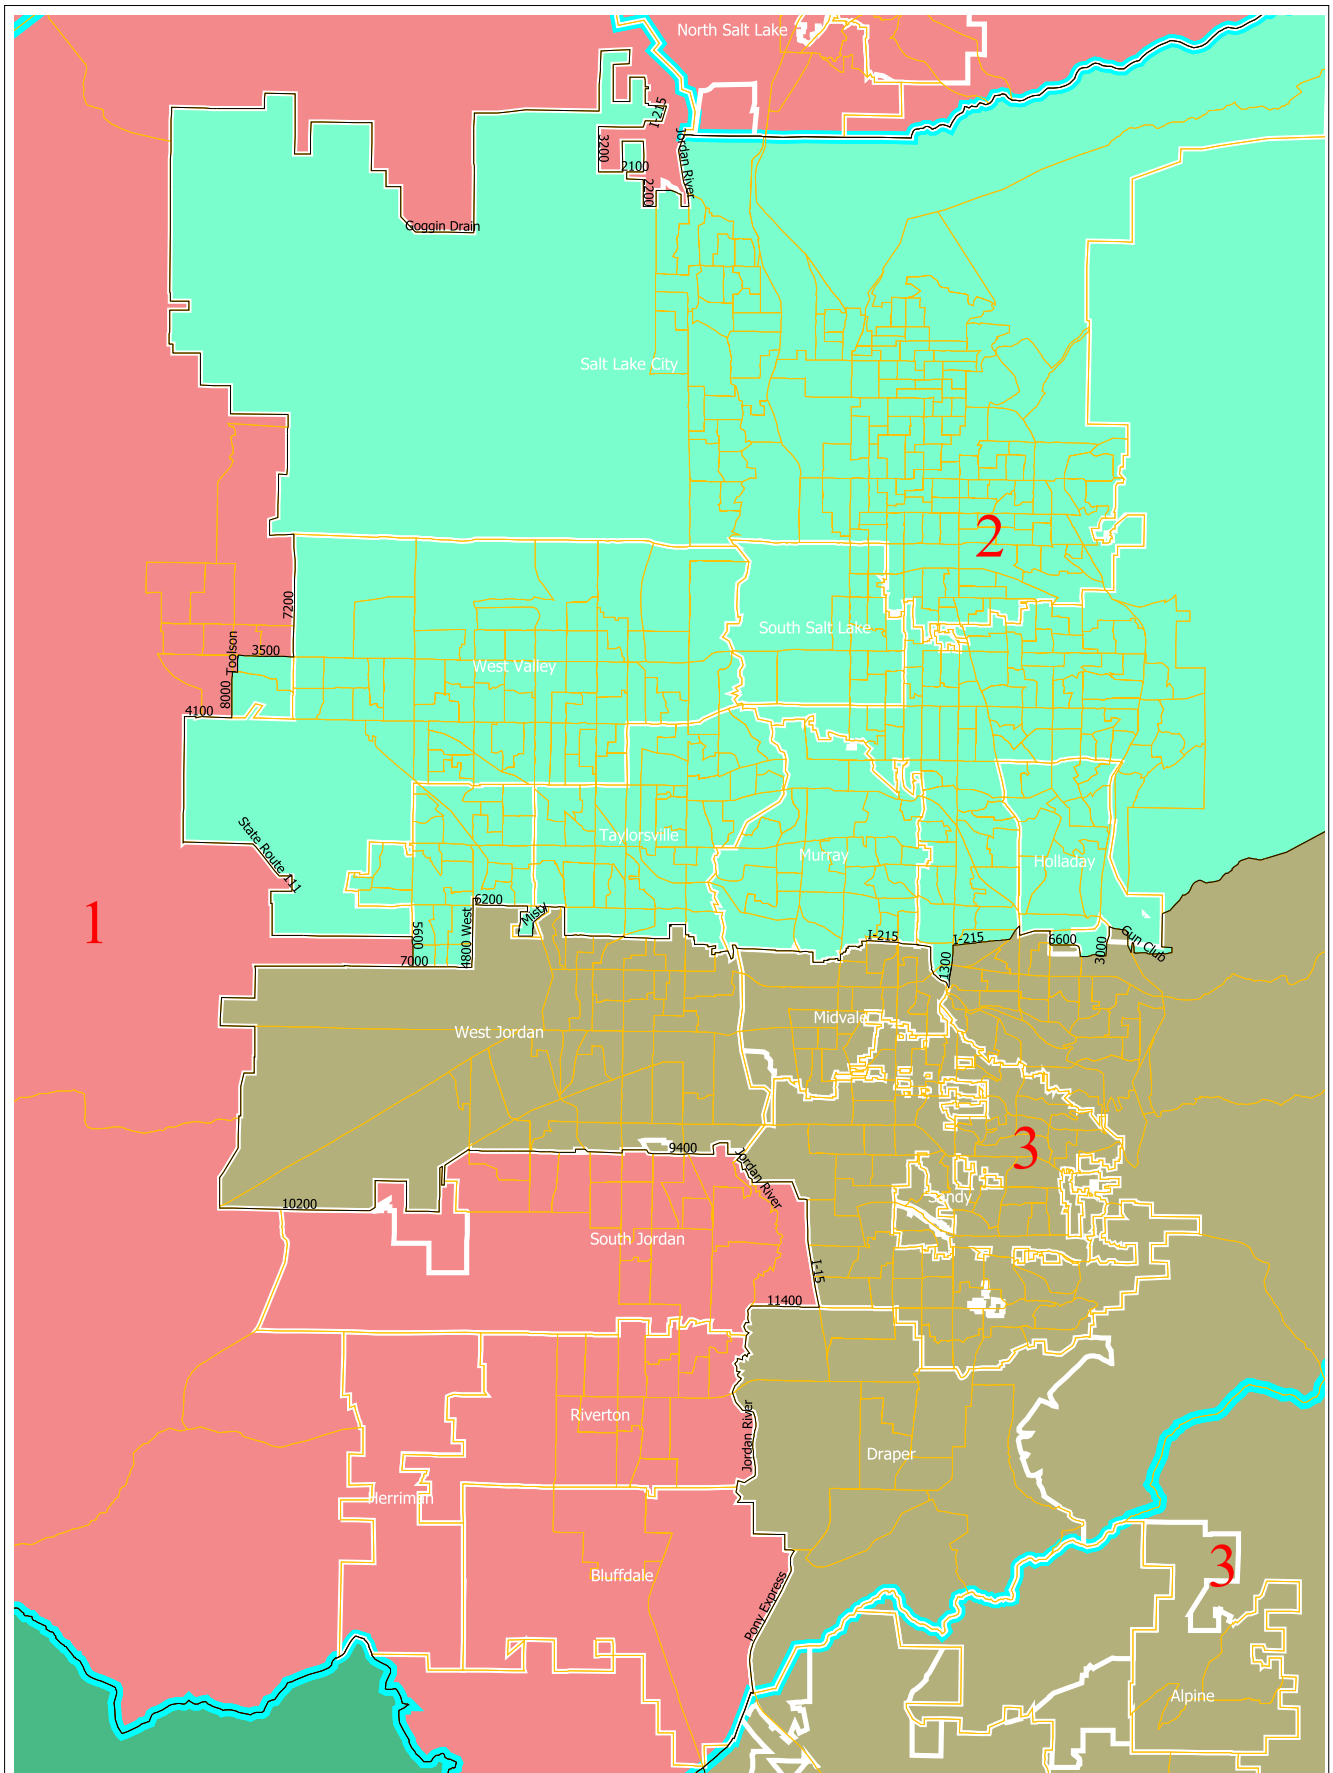 North Salt Lake
I-215
3200
2100
2200
Jordan River
Goggin Drain
Salt Lake City
2
7200
South Salt Lake
Toolson
3500
West Valley
8000
4100
State Route 111
Taylorsville
Murray
Holladay
1
6200
Misty
5600
4800 West
7000
I-215
I-215
1300
6600
3000
Gun Club
West Jordan
Midvale
3
9400
Jordan River
Sandy
10200
South Jordan
I-15
11400
Riverton
Jordan River
Draper
Herriman
3
Bluffdale
Pony Express
Alpine